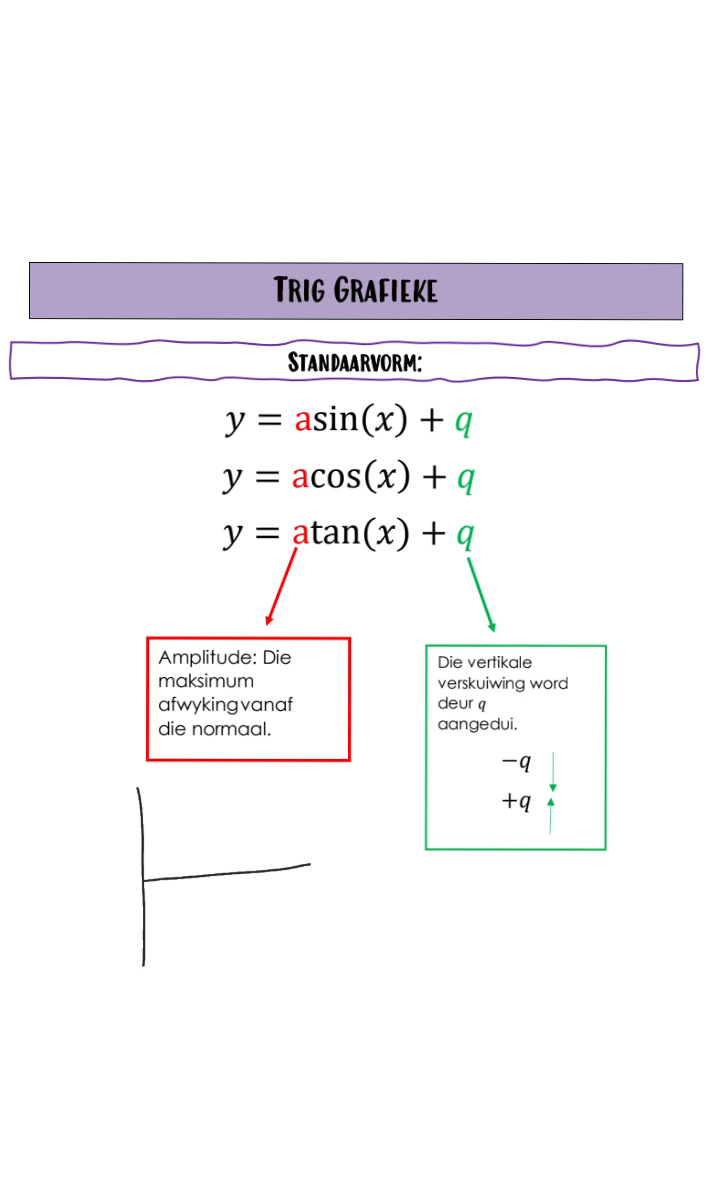 TRIG GRAFIEKE
STANDAARVORM:
y = asin(x) + q
y = acos(x) + q
y = atan(x) + q
Amplitude: Die
maksimum
afwykingvanaf
die normaal.
Die vertikale
verskuiwing word
deur q
aangedui.
−q
+q